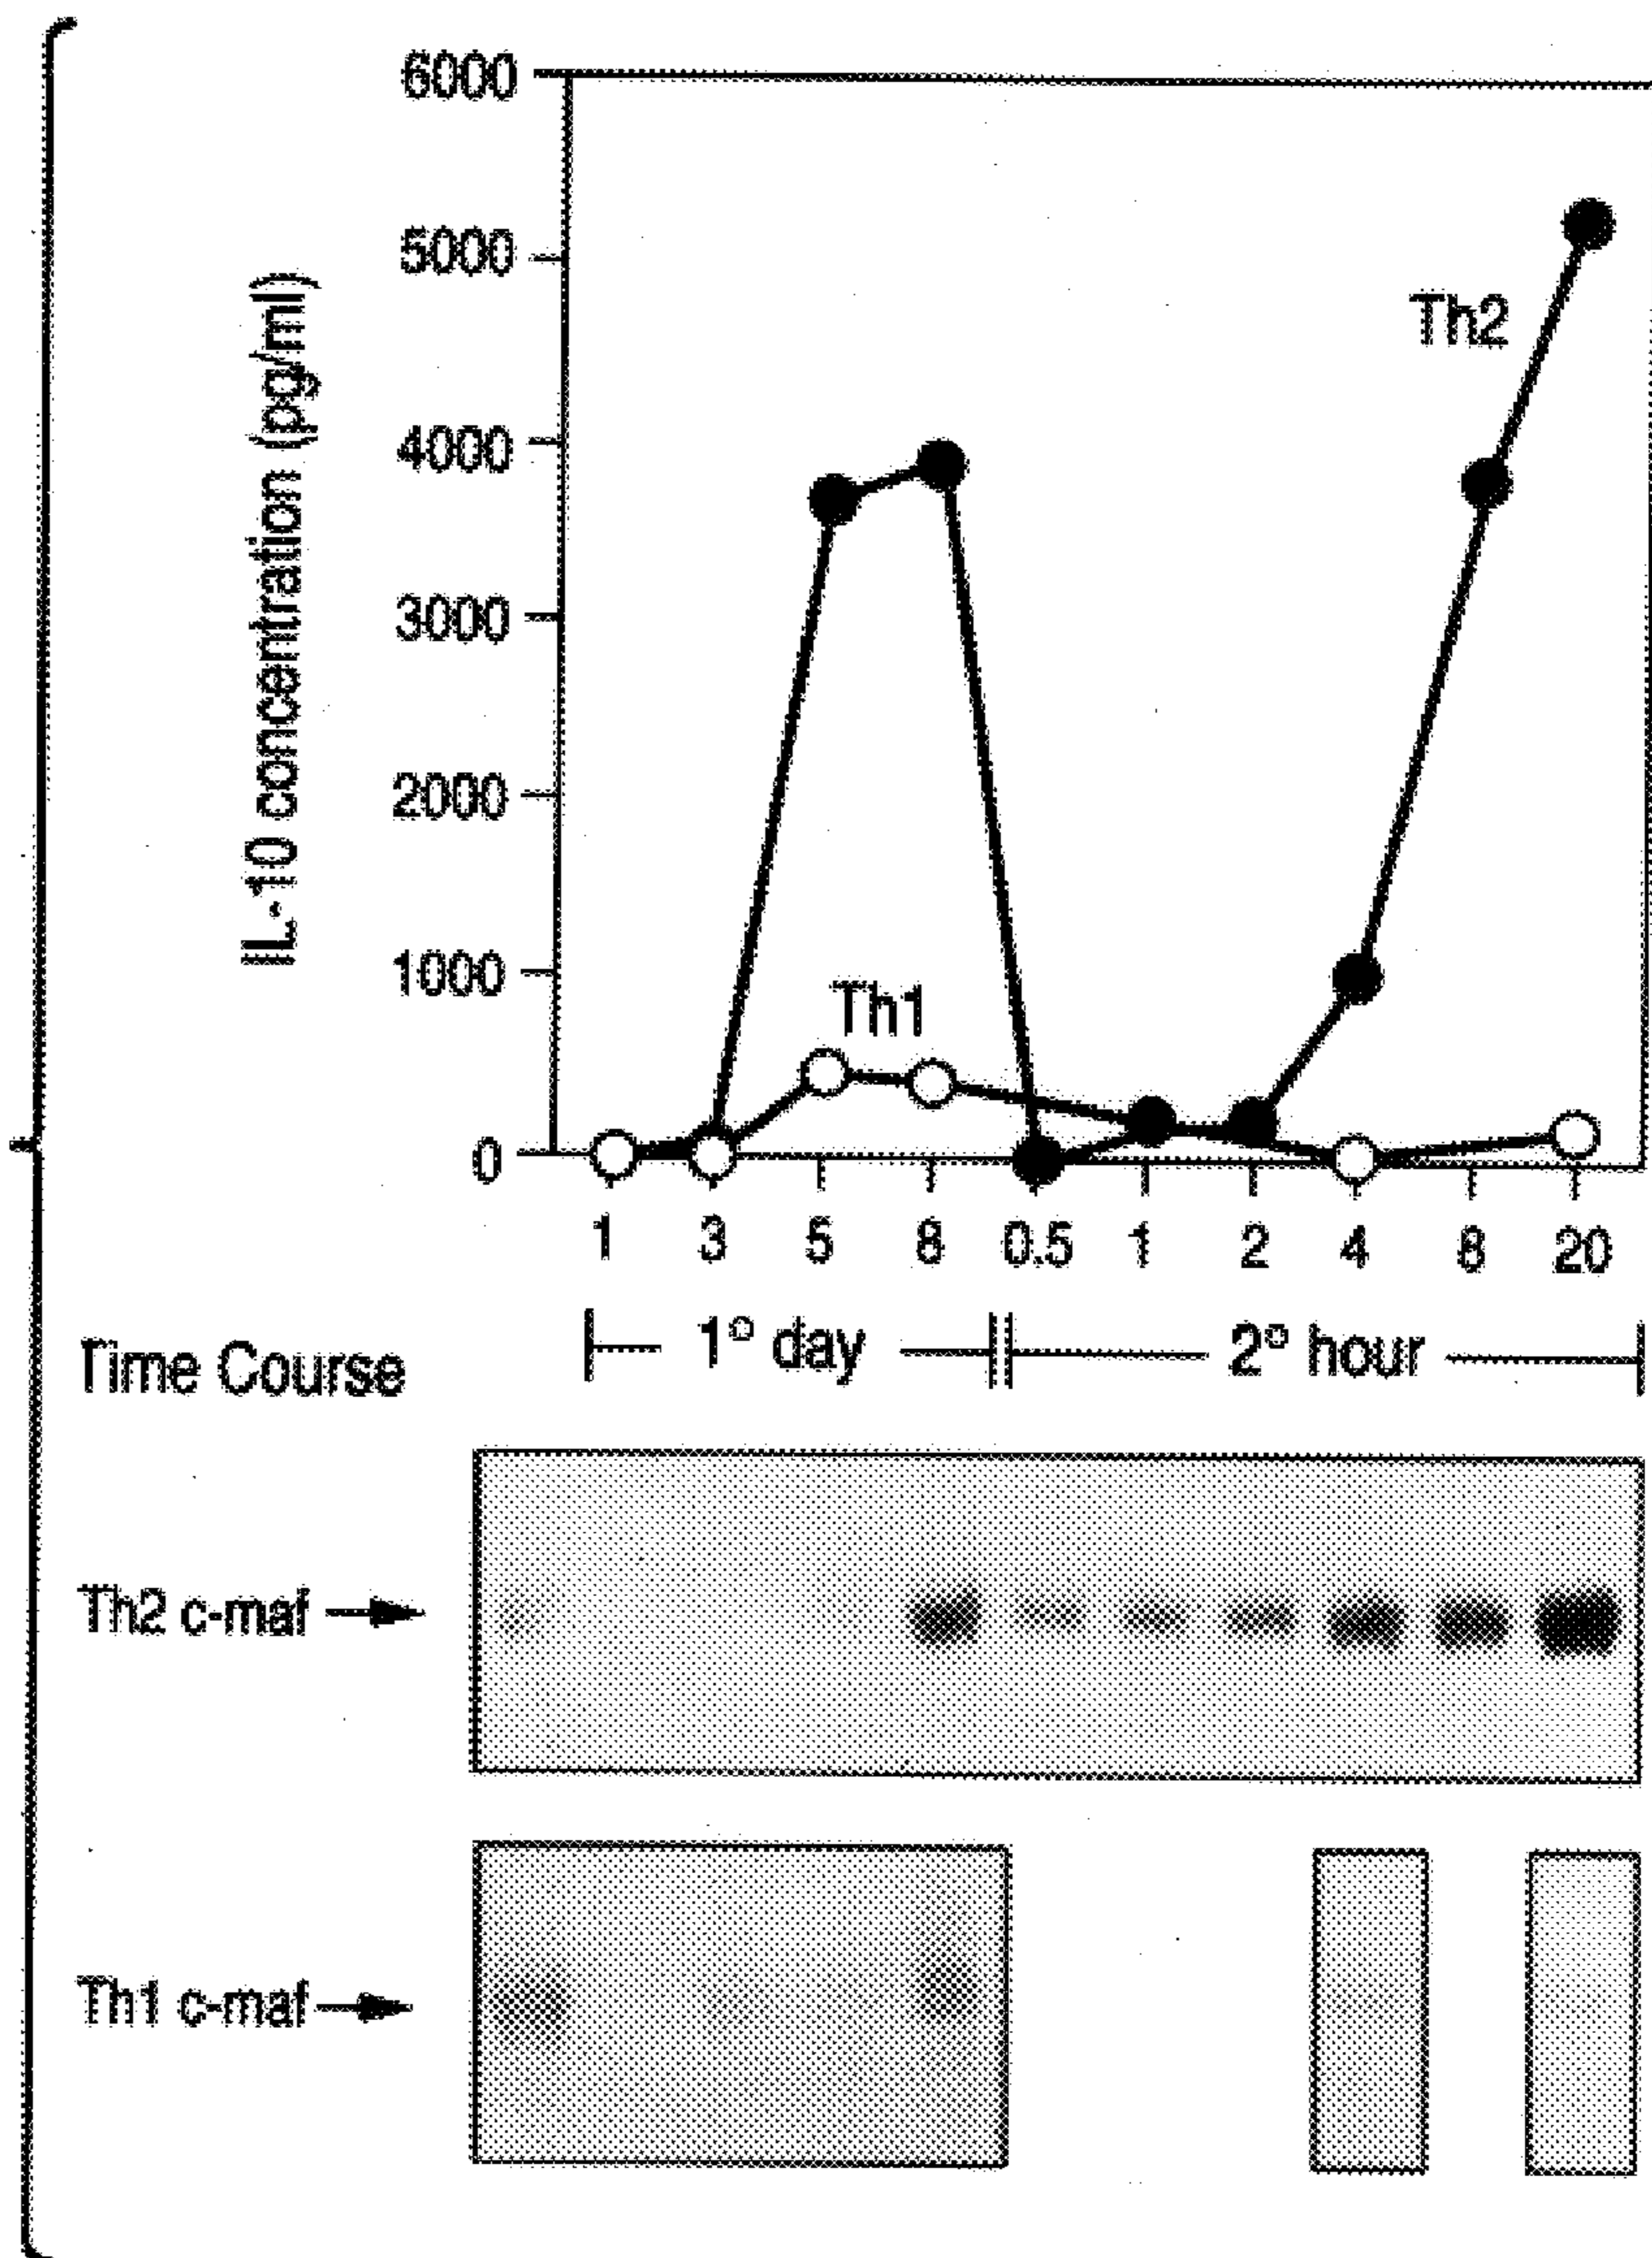 6000
5000
4000
3000
2000
1000
0
IL-10 concentration (pg/ml)
Th2
Th1
1 3 5 8 0.5 1 2 4 8 20
Time Course 1° day 2° hour
Th2 c-maf
Th1 c-maf